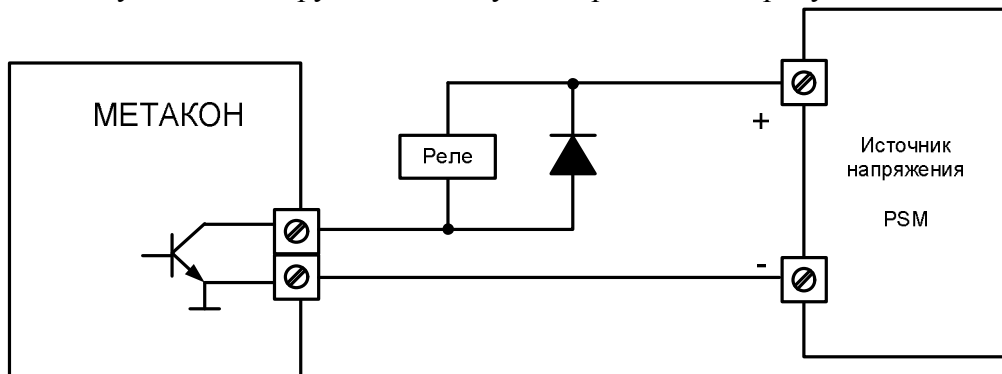 МЕТАКОН
Реле
+
-
Источник
напряжения
PSM